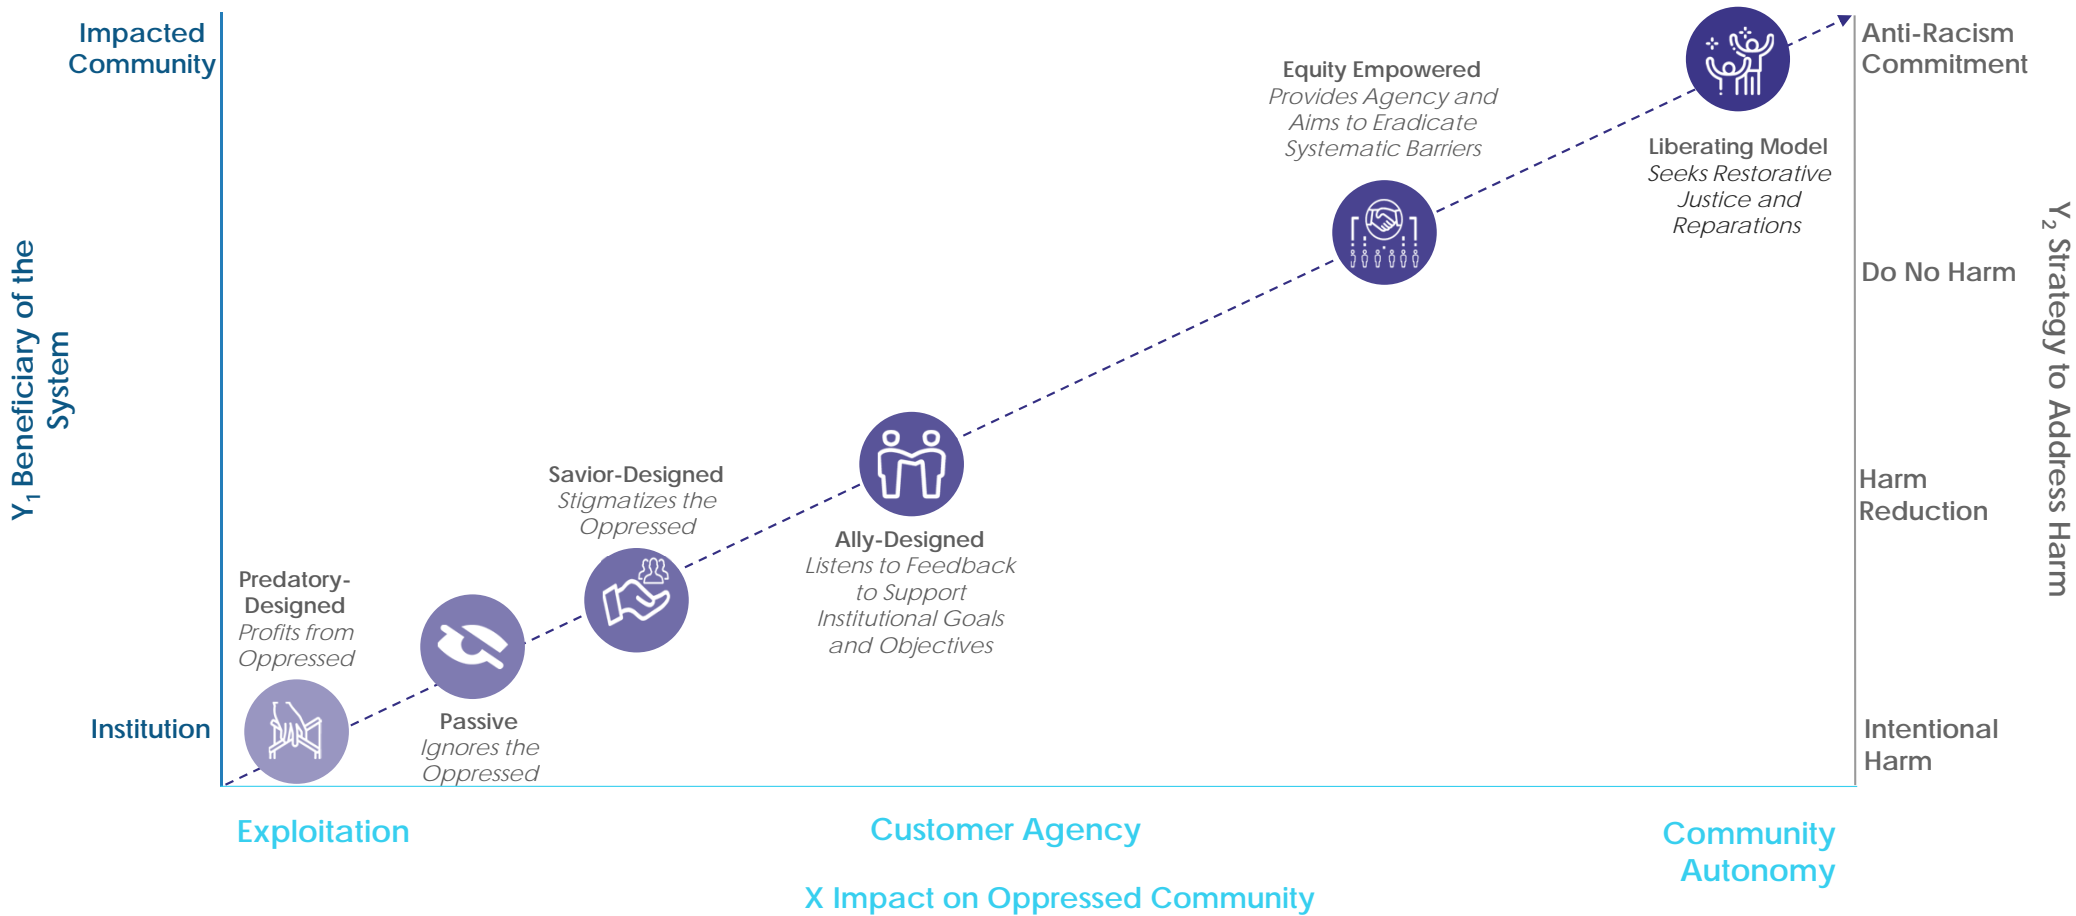 Impacted
Community
Y1 Beneficiary of the
System
Institution
Predatory-
Designed
Profits from
Oppressed
Passive
Ignores the
Oppressed
Savior-Designed
Stigmatizes the
Oppressed
Ally-Designed
Listens to Feedback
to Support
Institutional Goals
and Objectives
Equity Empowered
Provides Agency and
Aims to Eradicate
Systematic Barriers
Liberating Model
Seeks Restorative
Justice and
Reparations
Anti-Racism
Commitment
Do No Harm
Harm
Reduction
Intentional
Harm
Y2 Strategy to Address Harm
Exploitation
Customer Agency
Community
Autonomy
X Impact on Oppressed Community